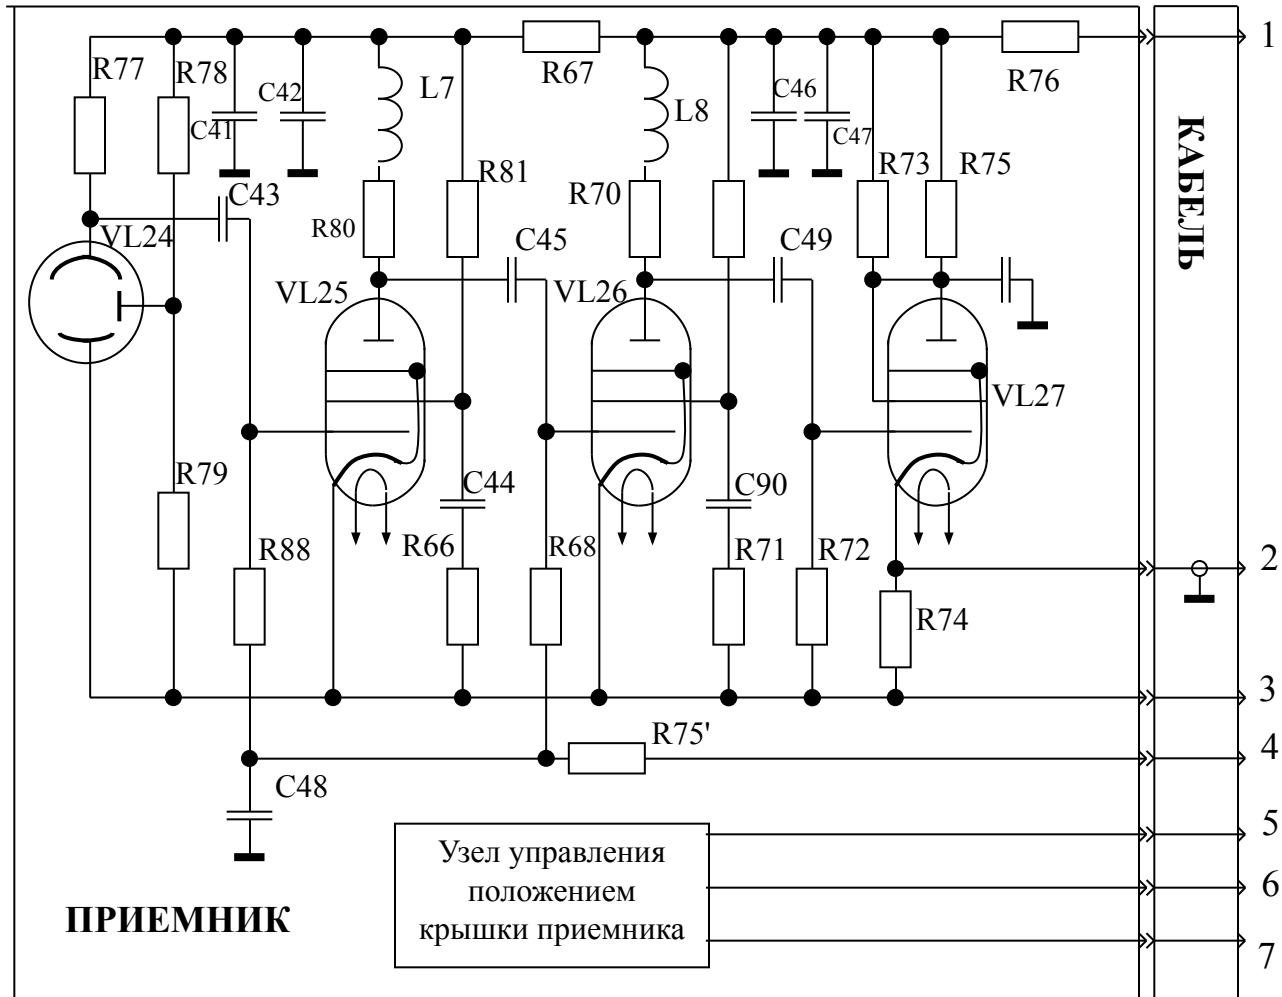 1
R77
R78
L7
R67
R76
C42
C46
C41
L8
C47
КАБЕЛЬ
C43
R81
R73
R75
R70
R80
VL24
C45
C49
VL25
VL26
VL27
R79
C44
C90
R88
R66
R68
R71
R72
2
R74
3
R75'
4
C48
5
Узел управления
положением
крышки приемника
6
ПРИЕМНИК
7